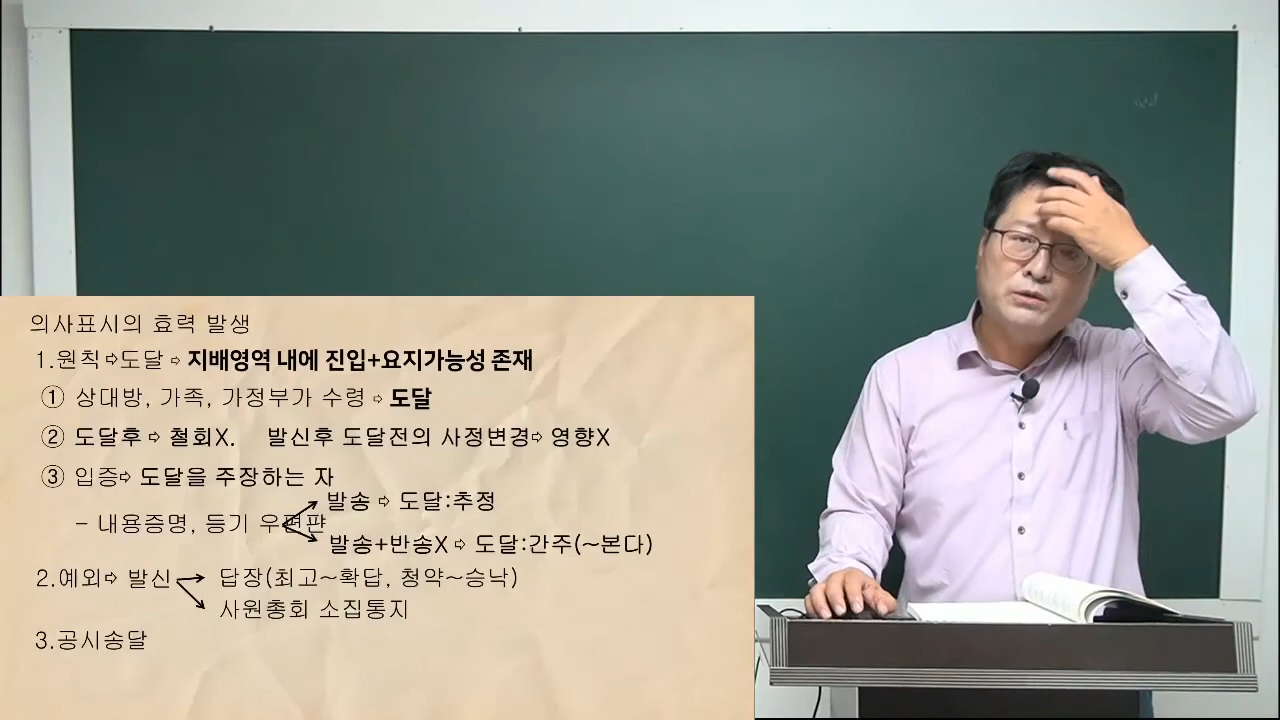 의사표시의 효력 발생
1.원칙⇨도달⇨ 지배영역 내에 진입+요지가능성 존재
① 상대방, 가족, 가정부가 수령⇨ 도달
② 도달후⇨ 철회X. 발신후 도달전의 사정변경⇨ 영향X
③ 입증⇨ 도달을 주장하는 자
발송⇨ 도달:추정
- 내용증명, 등기 우편퍈
발송+반송X⇨ 도달:간주(~본다)
2.예외⇨ 발신 답장(최고~확답, 청약~승낙)
사원총회 소집통지
3.공시송달